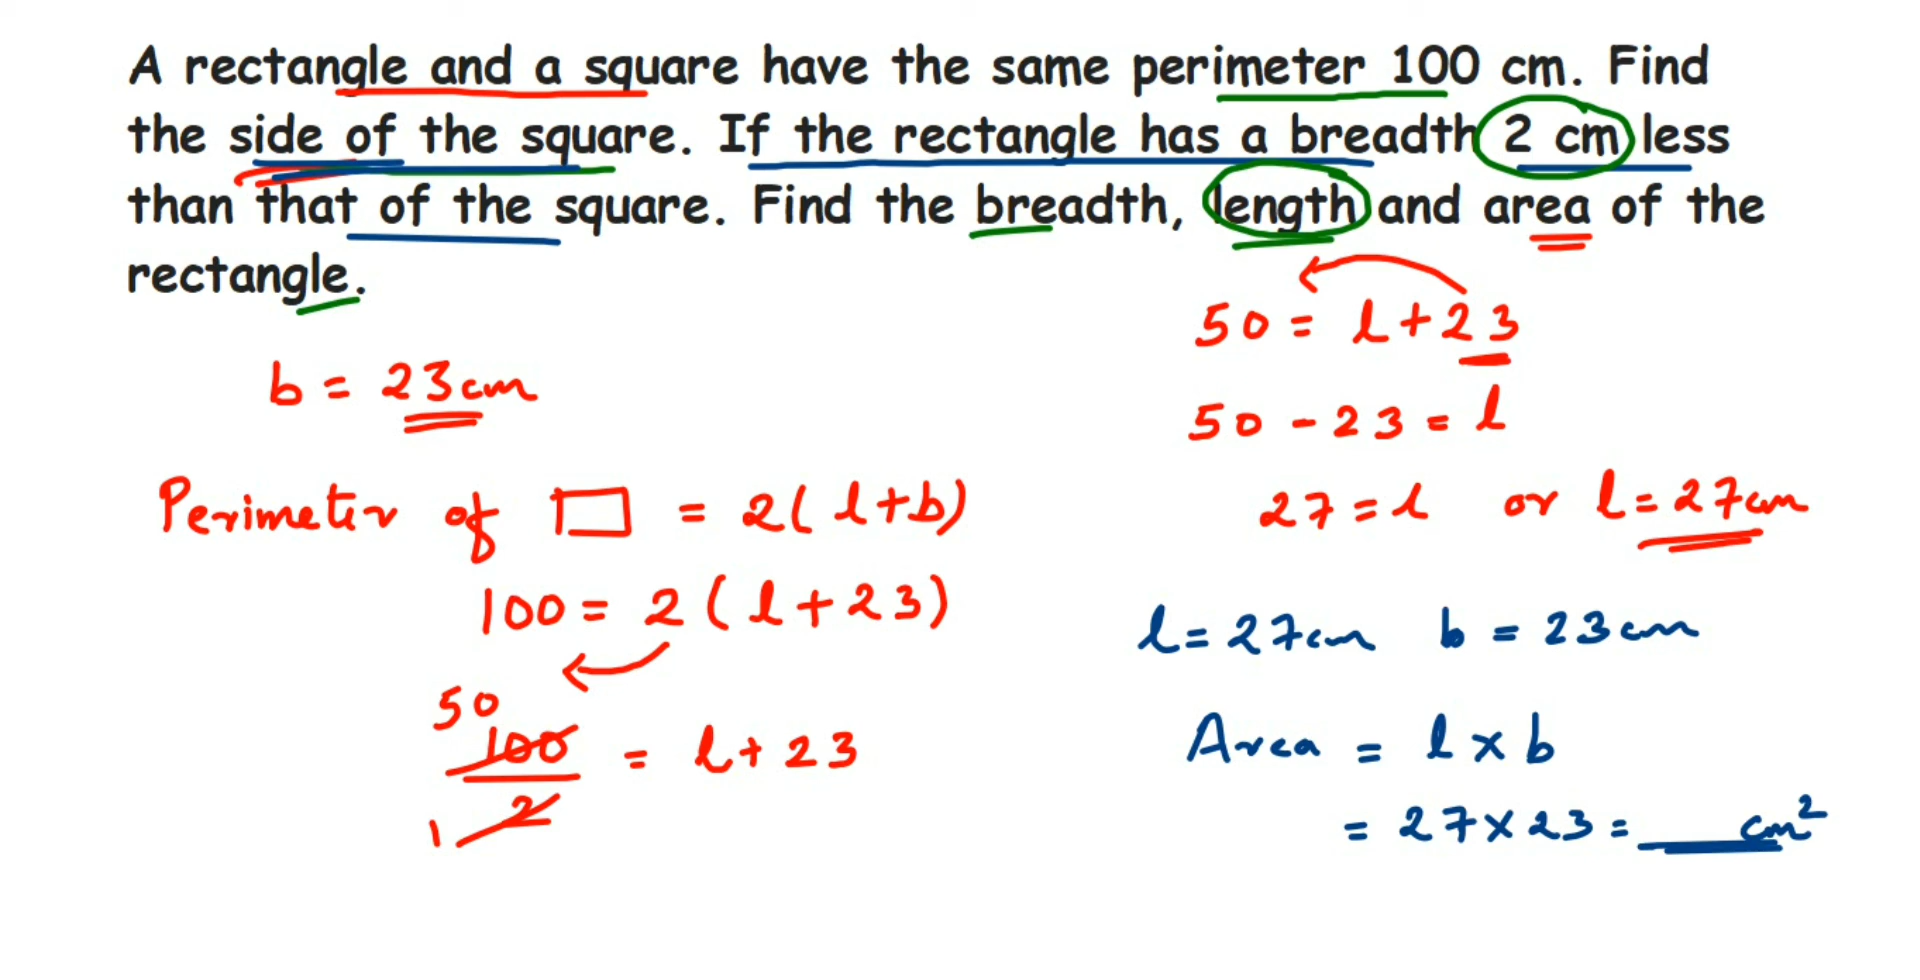 A rectangle and a square have the same perimeter 100 cm. Find
the side of the square. If the rectangle has a breadth 2 cm less
than that of the square. Find the breadth, length and area of the
rectangle.
b = 23cm
Perimeter of ▭ = 2(l+b)
100 = 2(l+23)
50
100
= l+23
1 2
50 = l+23
50 - 23 = l
27 = l or l = 27cm
l = 27cm b = 23cm
Area = l × b
= 27×23 = ___ cm²